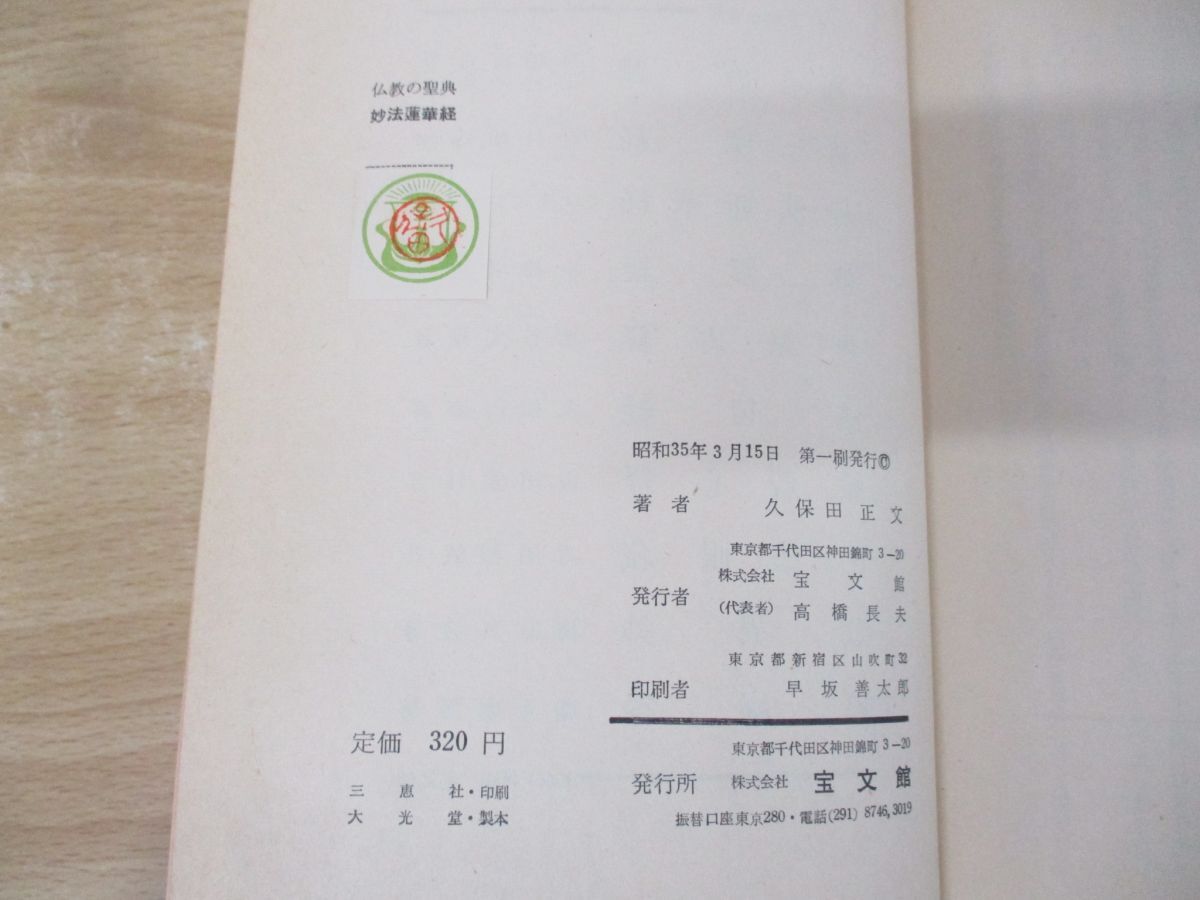 仏教の聖典
妙法蓮華経
昭和35年3月15日 第一刷発行©
著者 久保田正文
東京都千代田区神田錦町3-20
発行者 株式会社 宝文館
(代表者) 高橋長夫
東京都新宿区山吹町32
印刷者 早坂善太郎
定価 320円
三恵社・印刷
大光堂・製本
東京都千代田区神田錦町3-20
発行所 株式会社 宝文館
振替口座東京280・電話(291)8746,3019